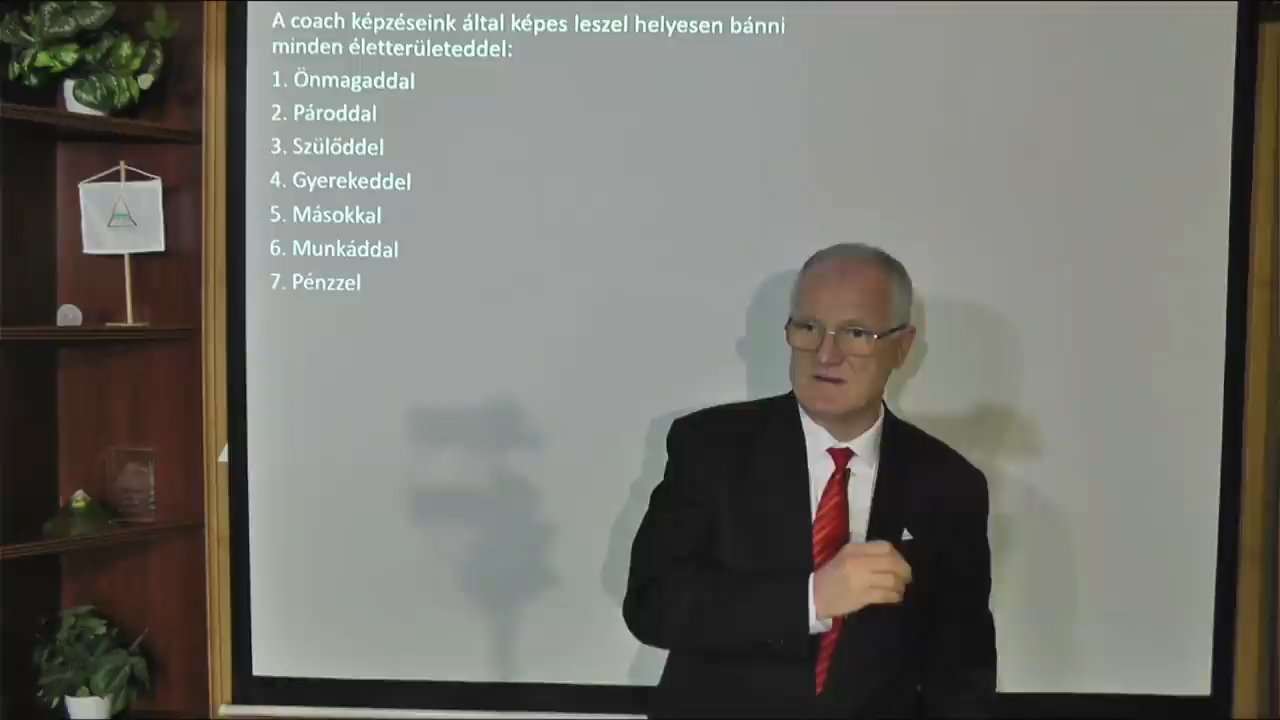 A coach képzéseink által képes leszel helyesen bánni
minden életterületeddel:
1. Önmagaddal
2. Pároddal
3. Szülőddel
4. Gyerekeddel
5. Másokkal
6. Munkáddal
7. Pénzzel